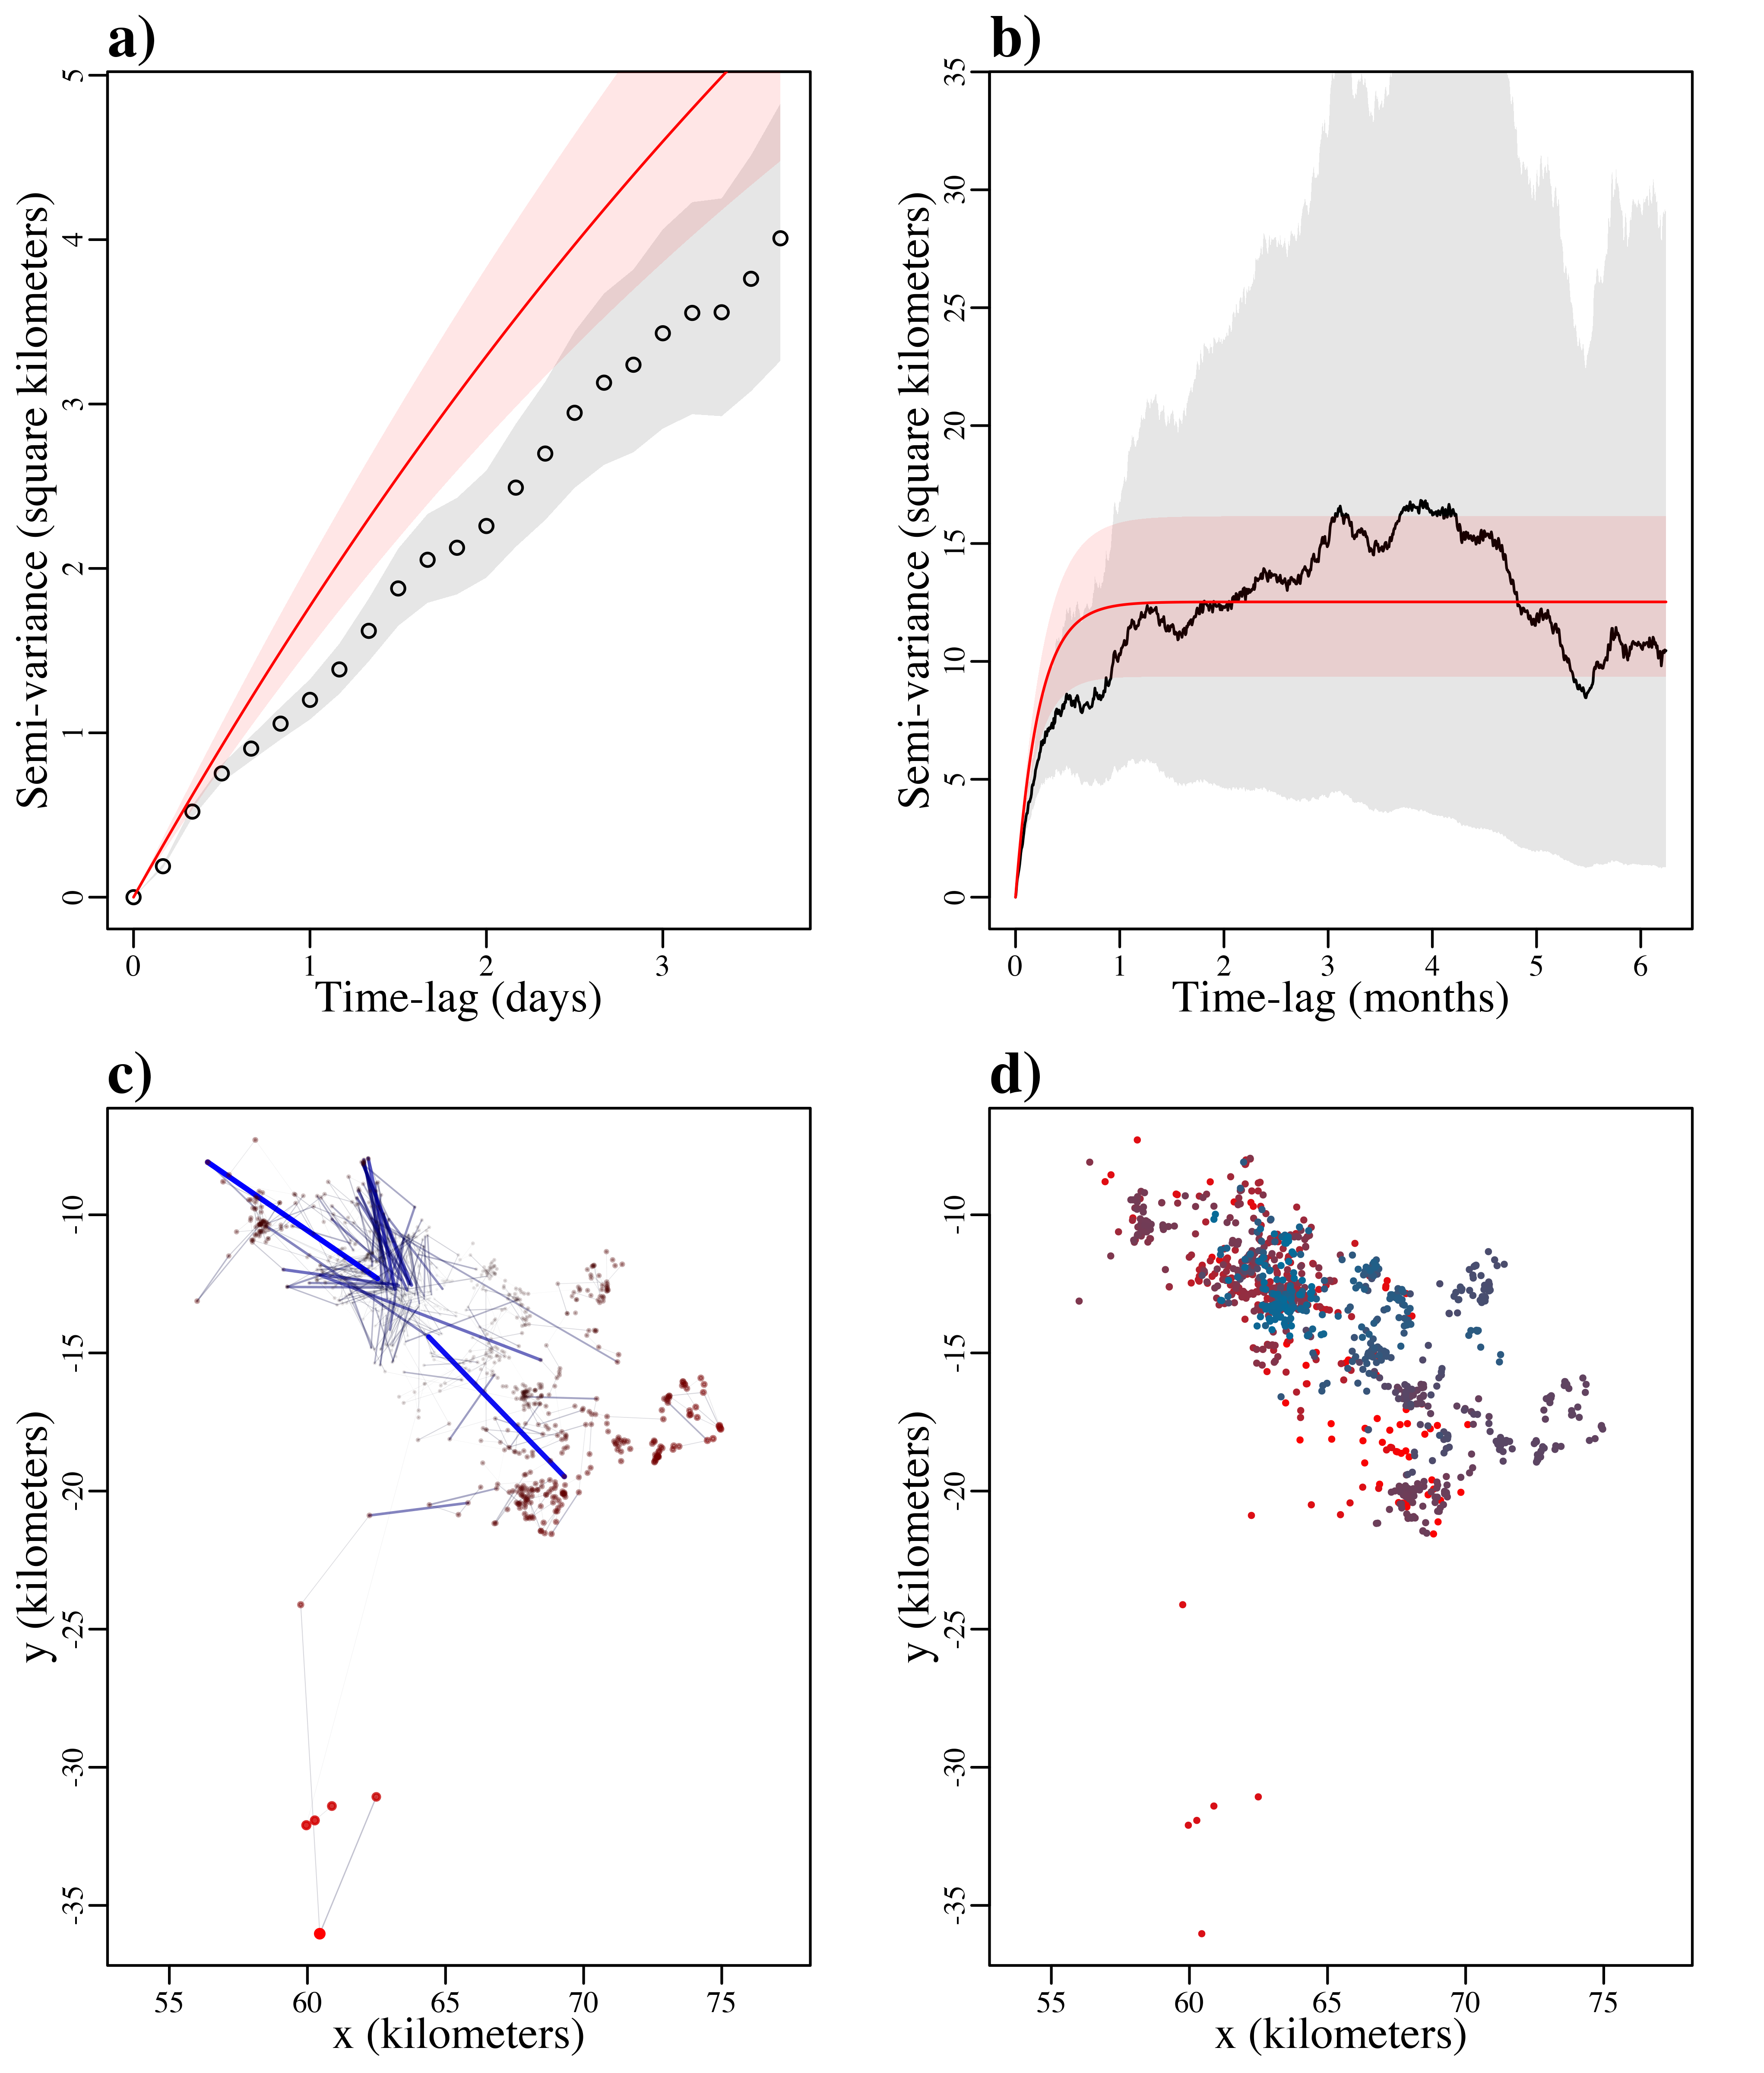 a)
Semi-variance (square kilometers)
0 1 2 3 4 5
0 1 2 3
Time-lag (days)
b)
Semi-variance (square kilometers)
0 5 10 15 20 25 30 35
0 1 2 3 4 5 6
Time-lag (months)
c)
y (kilometers)
-35 -30 -25 -20 -15 -10
55 60 65 70 75
x (kilometers)
d)
y (kilometers)
-35 -30 -25 -20 -15 -10
55 60 65 70 75
x (kilometers)